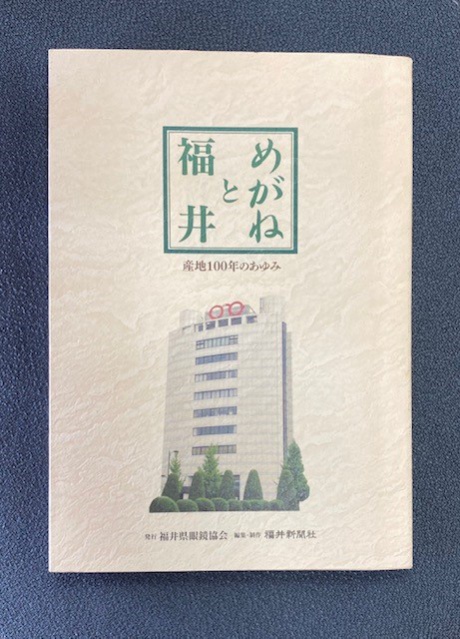 めがね
と
福井
産地100年のあゆみ
発行 福井県眼鏡協会 編集・制作 福井新聞社